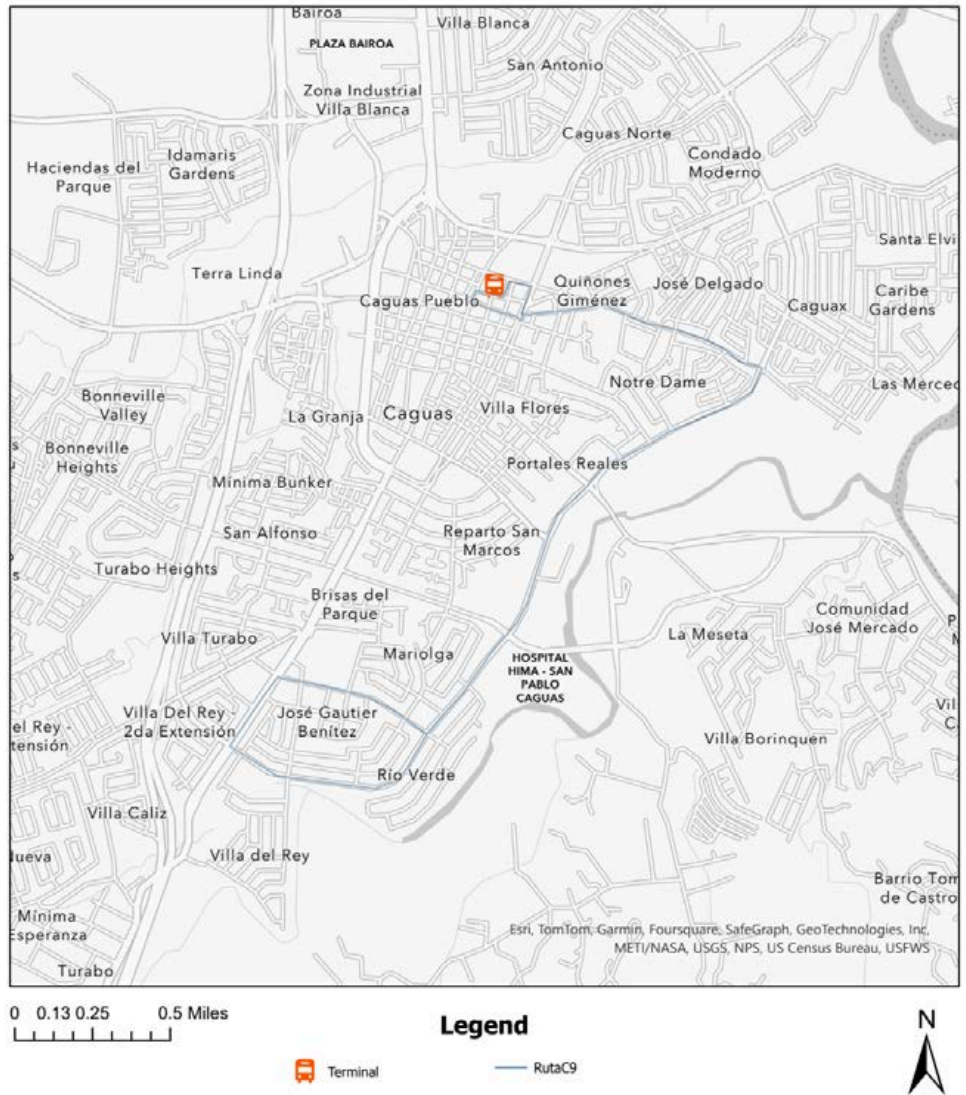 Bairoa
Villa Blanca
PLAZA BAIROA
San Antonio
Zona Industrial
Villa Blanca
Caguas Norte
Idamaris
Gardens
Haciendas del
Parque
Condado
Moderno
Santa Elvi
Terra Linda
Quiñones
Giménez
José Delgado
Caguas Pueblo
Caguax
Caribe
Gardens
Notre Dame
Las Merced
Bonneville
Valley
La Granja
Caguas
Villa Flores
Bonneville
Heights
s
Portales Reales
Minima Bunker
San Alfonso
Reparto San
Marcos
Turabo Heights
s
Brisas del
Parque
Comunidad
José Mercado
P
Villa Turabo
La Meseta
Mariolga
HOSPITAL
HIMA - SAN
PABLO
CAGUAS
Villa Del Rey -
2da Extensión
José Gautier
Benítez
el Rey -
tensión
Vil
C
Villa Borinquen
Río Verde
Villa Caliz
ueva
Villa del Rey
Barrio Tom
de Castro
Mínima
Esperanza
Esri, TomTom, Garmin, Foursquare, SafeGraph, GeoTechnologies, Inc,
METI/NASA, USGS, NPS, US Census Bureau, USFWS
Turabo
0 0.13 0.25 0.5 Miles
Legend
N
Terminal
RutaC9